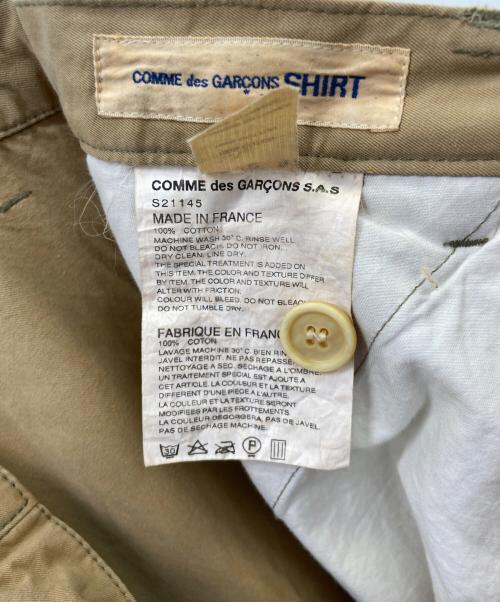 COMME des GARÇONS SHIRT
COMME des GARÇONS S.A.S
S21145
MADE IN FRANCE
100% COTTON
MACHINE WASH 30° C. RINSE WELL
DO NOT BLEACH. DO NOT IRON.
DRY CLEAN. LINE DRY.
THE SPECIAL TREATMENT IS ADDED ON
THIS ITEM. THE COLOR AND TEXTURE DIFFER
BY ITEM. THE COLOR AND TEXTURE WILL
ALTER WITH FRICTION.
COLOUR WILL BLEED. DO NOT BLEACH
DO NOT TUMBLE DRY.
FABRIQUE EN FRANC
100% COTON
LAVAGE MACHINE 30° C. BIEN RIN
JAVEL INTERDIT. NE PAS REPASSE
NETTOYAGE A SEC. SECHAGE A L'OMBRE.
UN TRAITEMENT SPECIAL EST AJOUTE A
CET ARTICLE. LA COULEUR ET LA TEXTURE
DIFFERENT D'UNE PIECE A L'AUTRE.
LA COULEUR ET LA TEXTURE SERONT
MODIFIEES PAR LES FROTTEMENTS.
LA COULEUR DEGORGERA. PAS DE JAVEL.
PAS DE SECHAGE MACHINE.
30 P